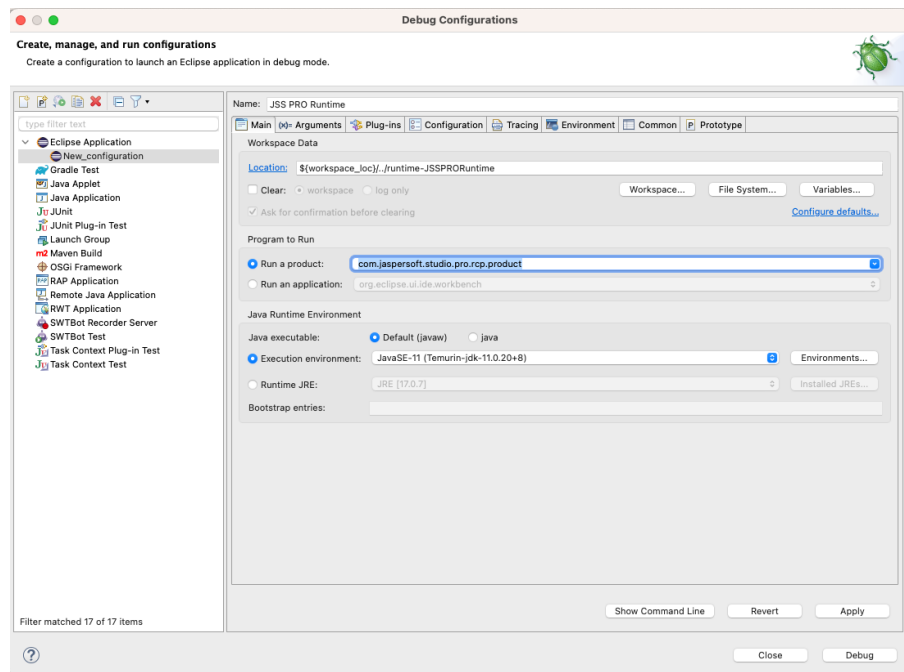 Debug Configurations
Create, manage, and run configurations
Create a configuration to launch an Eclipse application in debug mode.
type filter text
Eclipse Application
New_configuration
Gradle Test
Java Applet
Java Application
JU JUnit
JUnit Plug-in Test
Launch Group
m2 Maven Build
OSGi Framework
RAP Application
Remote Java Application
RWT Application
SWTBot Recorder Server
SWTBot Test
Task Context Plug-in Test
Task Context Test
Filter matched 17 of 17 items
Name: JSS PRO Runtime
Main (x)= Arguments Plug-ins Configuration Tracing Environment Common P Prototype
Workspace Data
Location: ${workspace_loc}/../runtime-JSSPRORuntime
Clear: workspace log only Workspace... File System... Variables...
Ask for confirmation before clearing Configure defaults...
Program to Run
Run a product: com.jaspersoft.studio.pro.rcp.product
Run an application: org.eclipse.ui.ide.workbench
Java Runtime Environment
Java executable: Default (javaw) java
Execution environment: JavaSE-11 (Temurin-jdk-11.0.20+8) Environments...
Runtime JRE: JRE [17.0.7] Installed JREs...
Bootstrap entries:
Show Command Line Revert Apply
? Close Debug